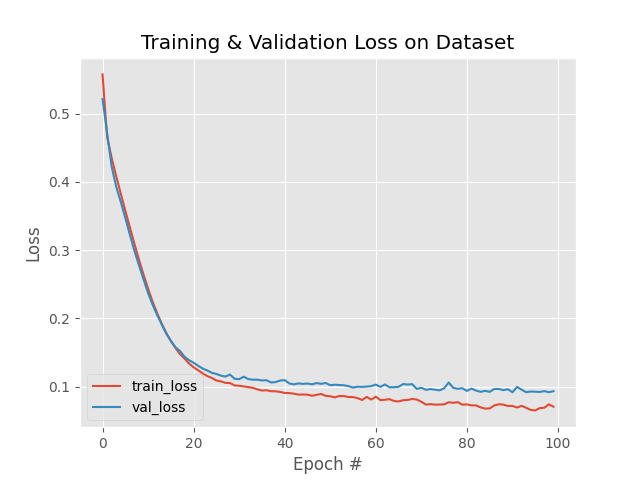 Training & Validation Loss on Dataset
Loss
0.5
0.4
0.3
0.2
0.1
train_loss
val_loss
0 20 40 60 80 100
Epoch #